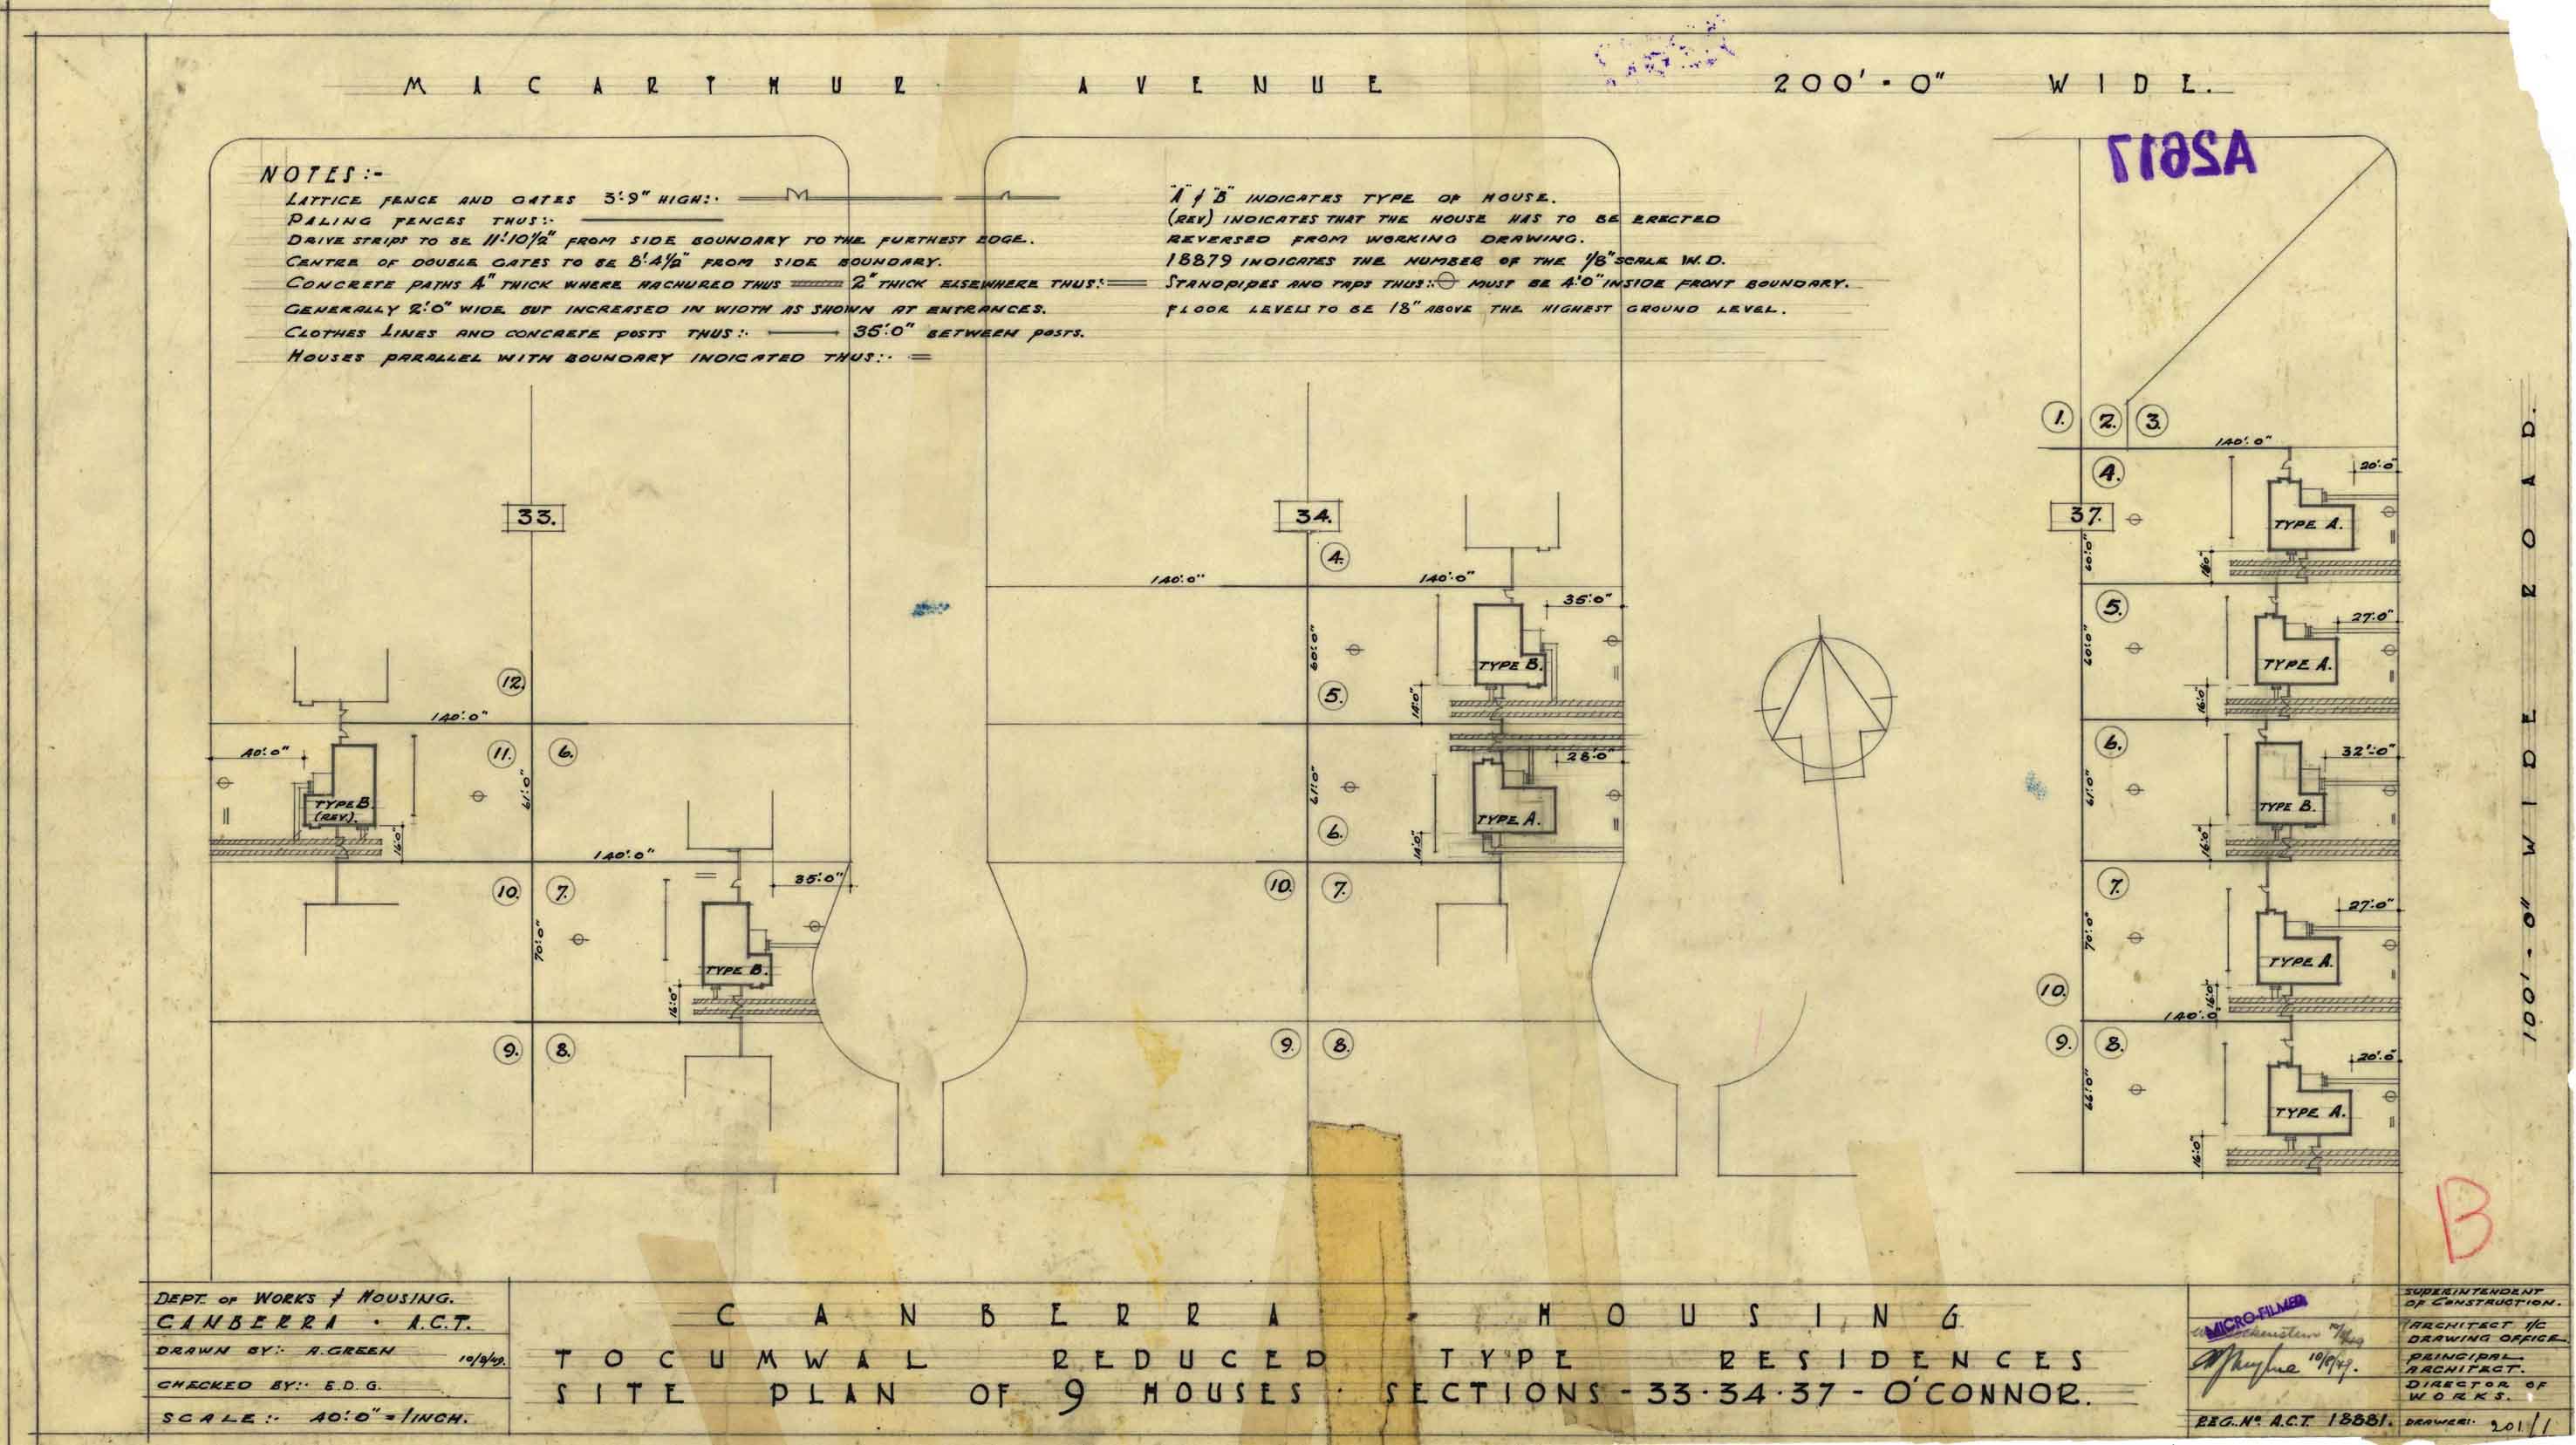 MACARTHUR AVENUE 200'-0" WIDE.
A2617
NOTES:-
LATTICE FENCE AND GATES 3'-9" HIGH:-
PALING FENCES THUS:-
DRIVE STRIPS TO BE 11'-10½" FROM SIDE BOUNDARY TO THE FURTHEST EDGE.
CENTRE OF DOUBLE GATES TO BE 8'-4½" FROM SIDE BOUNDARY.
CONCRETE PATHS 4" THICK WHERE HACHURED THUS 2" THICK ELSEWHERE THUS:-
GENERALLY 2'-0" WIDE BUT INCREASED IN WIDTH AS SHOWN AT ENTRANCES.
CLOTHES LINES AND CONCRETE POSTS THUS:- 35'-0" BETWEEN POSTS.
HOUSES PARALLEL WITH BOUNDARY INDICATED THUS:- =
"A" & "B" INDICATES TYPE OF HOUSE.
(REV) INDICATES THAT THE HOUSE HAS TO BE ERECTED
REVERSED FROM WORKING DRAWING.
18879 INDICATES THE NUMBER OF THE 1/8" SCALE W.D.
STANDPIPES AND TAPS THUS:- MUST BE 4'-0" INSIDE FRONT BOUNDARY.
FLOOR LEVELS TO BE 18" ABOVE THE HIGHEST GROUND LEVEL.
33.
12.
140'-0"
40'-0"
11.
6.
61'-0"
TYPE B.
(REV).
16'-0"
140'-0"
10.
7.
35'-0"
70'-0"
TYPE B.
16'-0"
9.
8.
34.
4.
140'-0"
140'-0"
35'-0"
60'-0"
TYPE B.
5.
14'-0"
28'-0"
61'-0"
TYPE A.
6.
14'-0"
10.
7.
9.
8.
1.
2.
3.
140'-0"
4.
20'-0"
37.
TYPE A.
60'-0"
16'-0"
5.
27'-0"
60'-0"
TYPE A.
16'-0"
6.
32'-0"
61'-0"
TYPE B.
16'-0"
7.
27'-0"
70'-0"
TYPE A.
10.
16'-0"
140'-0"
9.
8.
20'-0"
66'-0"
TYPE A.
16'-0"
100'-0" WIDE ROAD.
B
DEPT. OF WORKS & HOUSING.
CANBERRA · A.C.T.
DRAWN BY:- A.GREEN 10/8/49.
CHECKED BY:- E.D.G.
SCALE:- 40'-0" = 1 INCH.
CANBERRA · HOUSING
TOCUMWAL REDUCED TYPE RESIDENCES
SITE PLAN OF 9 HOUSES · SECTIONS - 33·34·37 - O'CONNOR.
MICRO-FILMED
10/8/49.
SUPERINTENDENT
OF CONSTRUCTION.
ARCHITECT I/C
DRAWING OFFICE
PRINCIPAL
ARCHITECT.
DIRECTOR OF
WORKS.
REG. Nº A.C.T. 18881.
DRAWER:- 201/1